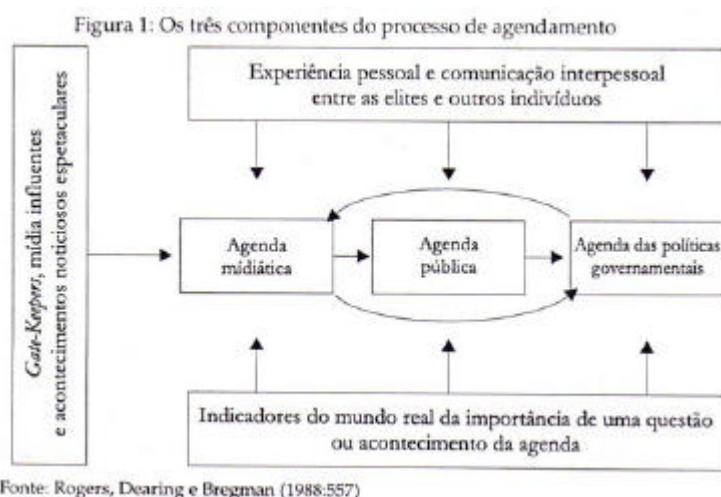 Figura 1: Os três componentes do processo de agendamento
Gate-Keepers, mídia influentes
e acontecimentos noticiosos espetaculares
Experiência pessoal e comunicação interpessoal
entre as elites e outros indivíduos
Agenda
midiática
Agenda
pública
Agenda das políticas
governamentais
Indicadores do mundo real da importância de uma questão
ou acontecimento da agenda
Fonte: Rogers, Dearing e Bregman (1988:557)